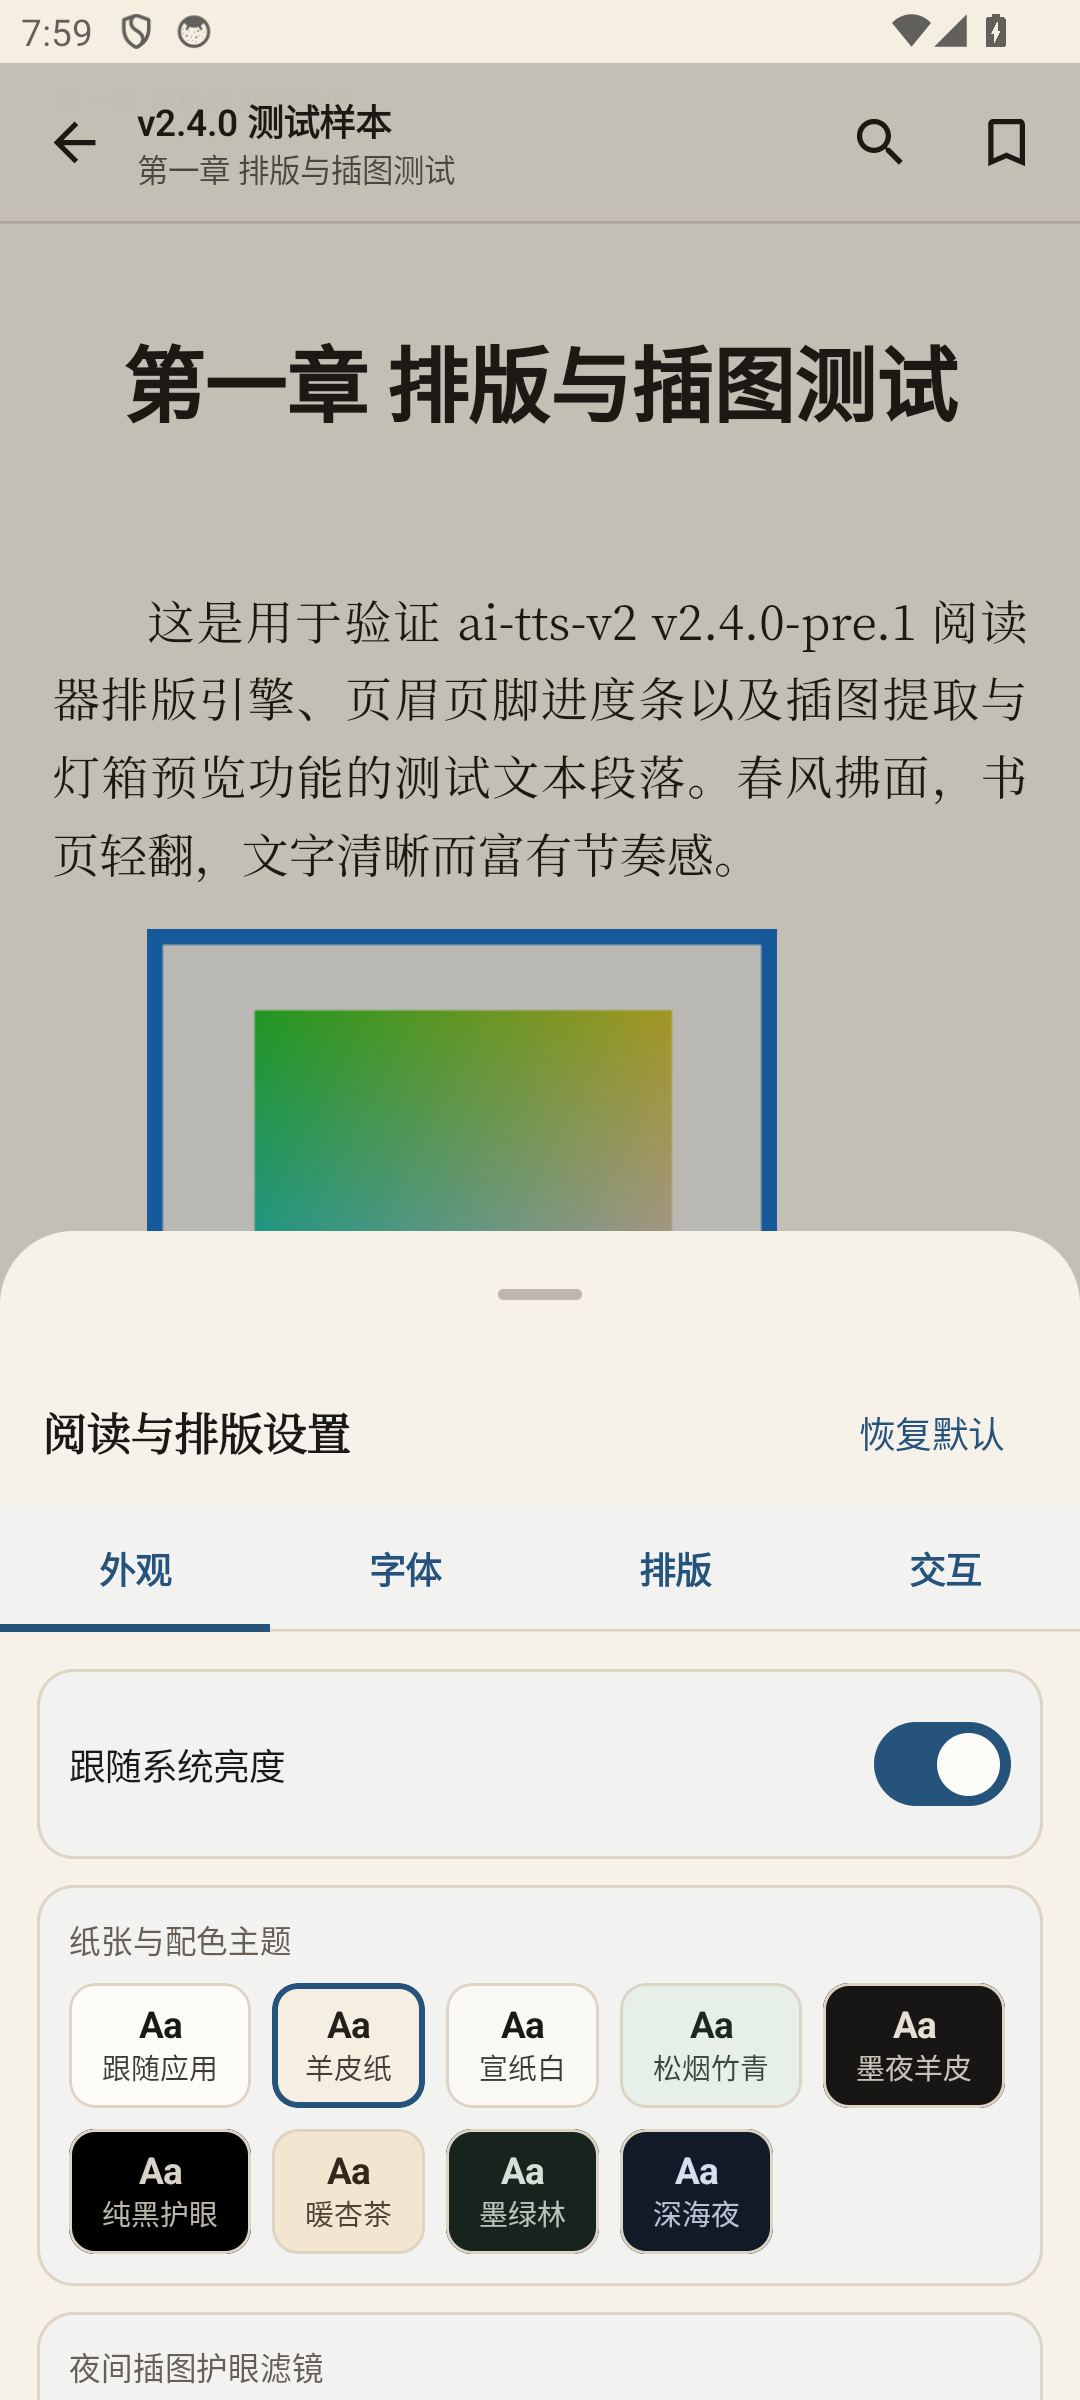 7:59
v2.4.0 测试样本
第一章 排版与插图测试
第一章 排版与插图测试
这是用于验证 ai-tts-v2 v2.4.0-pre.1 阅读
器排版引擎、页眉页脚进度条以及插图提取与
灯箱预览功能的测试文本段落。春风拂面，书
页轻翻，文字清晰而富有节奏感。
阅读与排版设置
恢复默认
外观 字体 排版 交互
跟随系统亮度
纸张与配色主题
Aa Aa Aa Aa Aa
跟随应用 羊皮纸 宣纸白 松烟竹青 墨夜羊皮
Aa Aa Aa Aa
纯黑护眼 暖杏茶 墨绿林 深海夜
夜间插图护眼滤镜